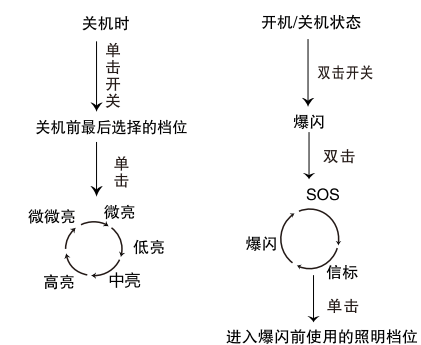 关机时
单击开关
关机前最后选择的档位
单击
微微亮
微亮
低亮
中亮
高亮
开机/关机状态
双击开关
爆闪
双击
SOS
爆闪
信标
单击
进入爆闪前使用的照明档位